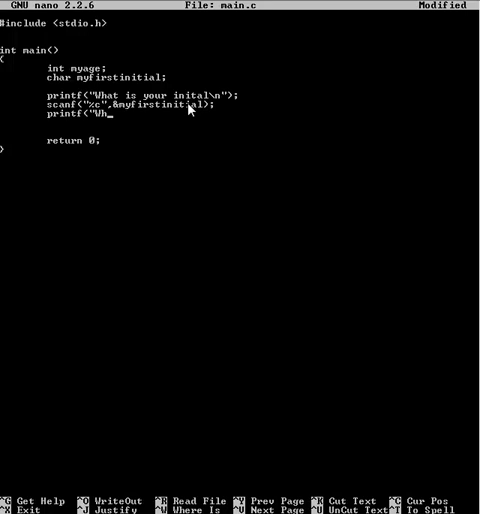 GNU nano 2.2.6 File: main.c Modified
#include <stdio.h>
int main()
{
int myage;
char myfirstinitial;
printf("What is your inital\n");
scanf("%c",&myfirstinitial);
printf("Wh_
return 0;
}
^G Get Help ^O WriteOut ^R Read File ^Y Prev Page ^K Cut Text ^C Cur Pos
^X Exit ^J Justify ^W Where Is ^V Next Page ^U UnCut Text ^T To Spell